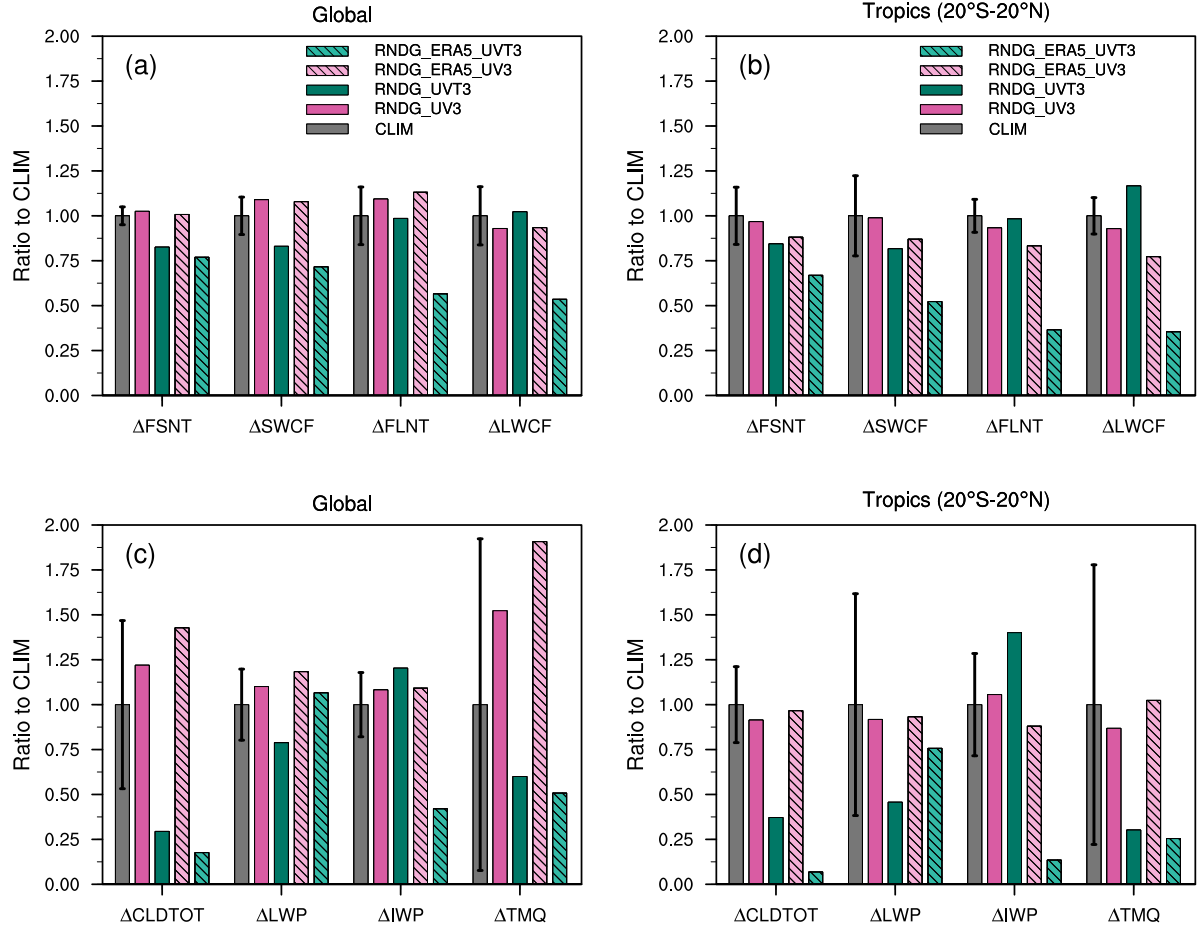 Global
2.00
1.75
1.50
1.25
1.00
0.75
0.50
0.25
0.00
Ratio to CLIM
(a)
RNDG_ERA5_UVT3
RNDG_ERA5_UV3
RNDG_UVT3
RNDG_UV3
CLIM
ΔFSNT ΔSWCF ΔFLNT ΔLWCF
Tropics (20°S-20°N)
2.00
1.75
1.50
1.25
1.00
0.75
0.50
0.25
0.00
Ratio to CLIM
(b)
RNDG_ERA5_UVT3
RNDG_ERA5_UV3
RNDG_UVT3
RNDG_UV3
CLIM
ΔFSNT ΔSWCF ΔFLNT ΔLWCF
Global
2.00
1.75
1.50
1.25
1.00
0.75
0.50
0.25
0.00
Ratio to CLIM
(c)
ΔCLDTOT ΔLWP ΔIWP ΔTMQ
Tropics (20°S-20°N)
2.00
1.75
1.50
1.25
1.00
0.75
0.50
0.25
0.00
Ratio to CLIM
(d)
ΔCLDTOT ΔLWP ΔIWP ΔTMQ